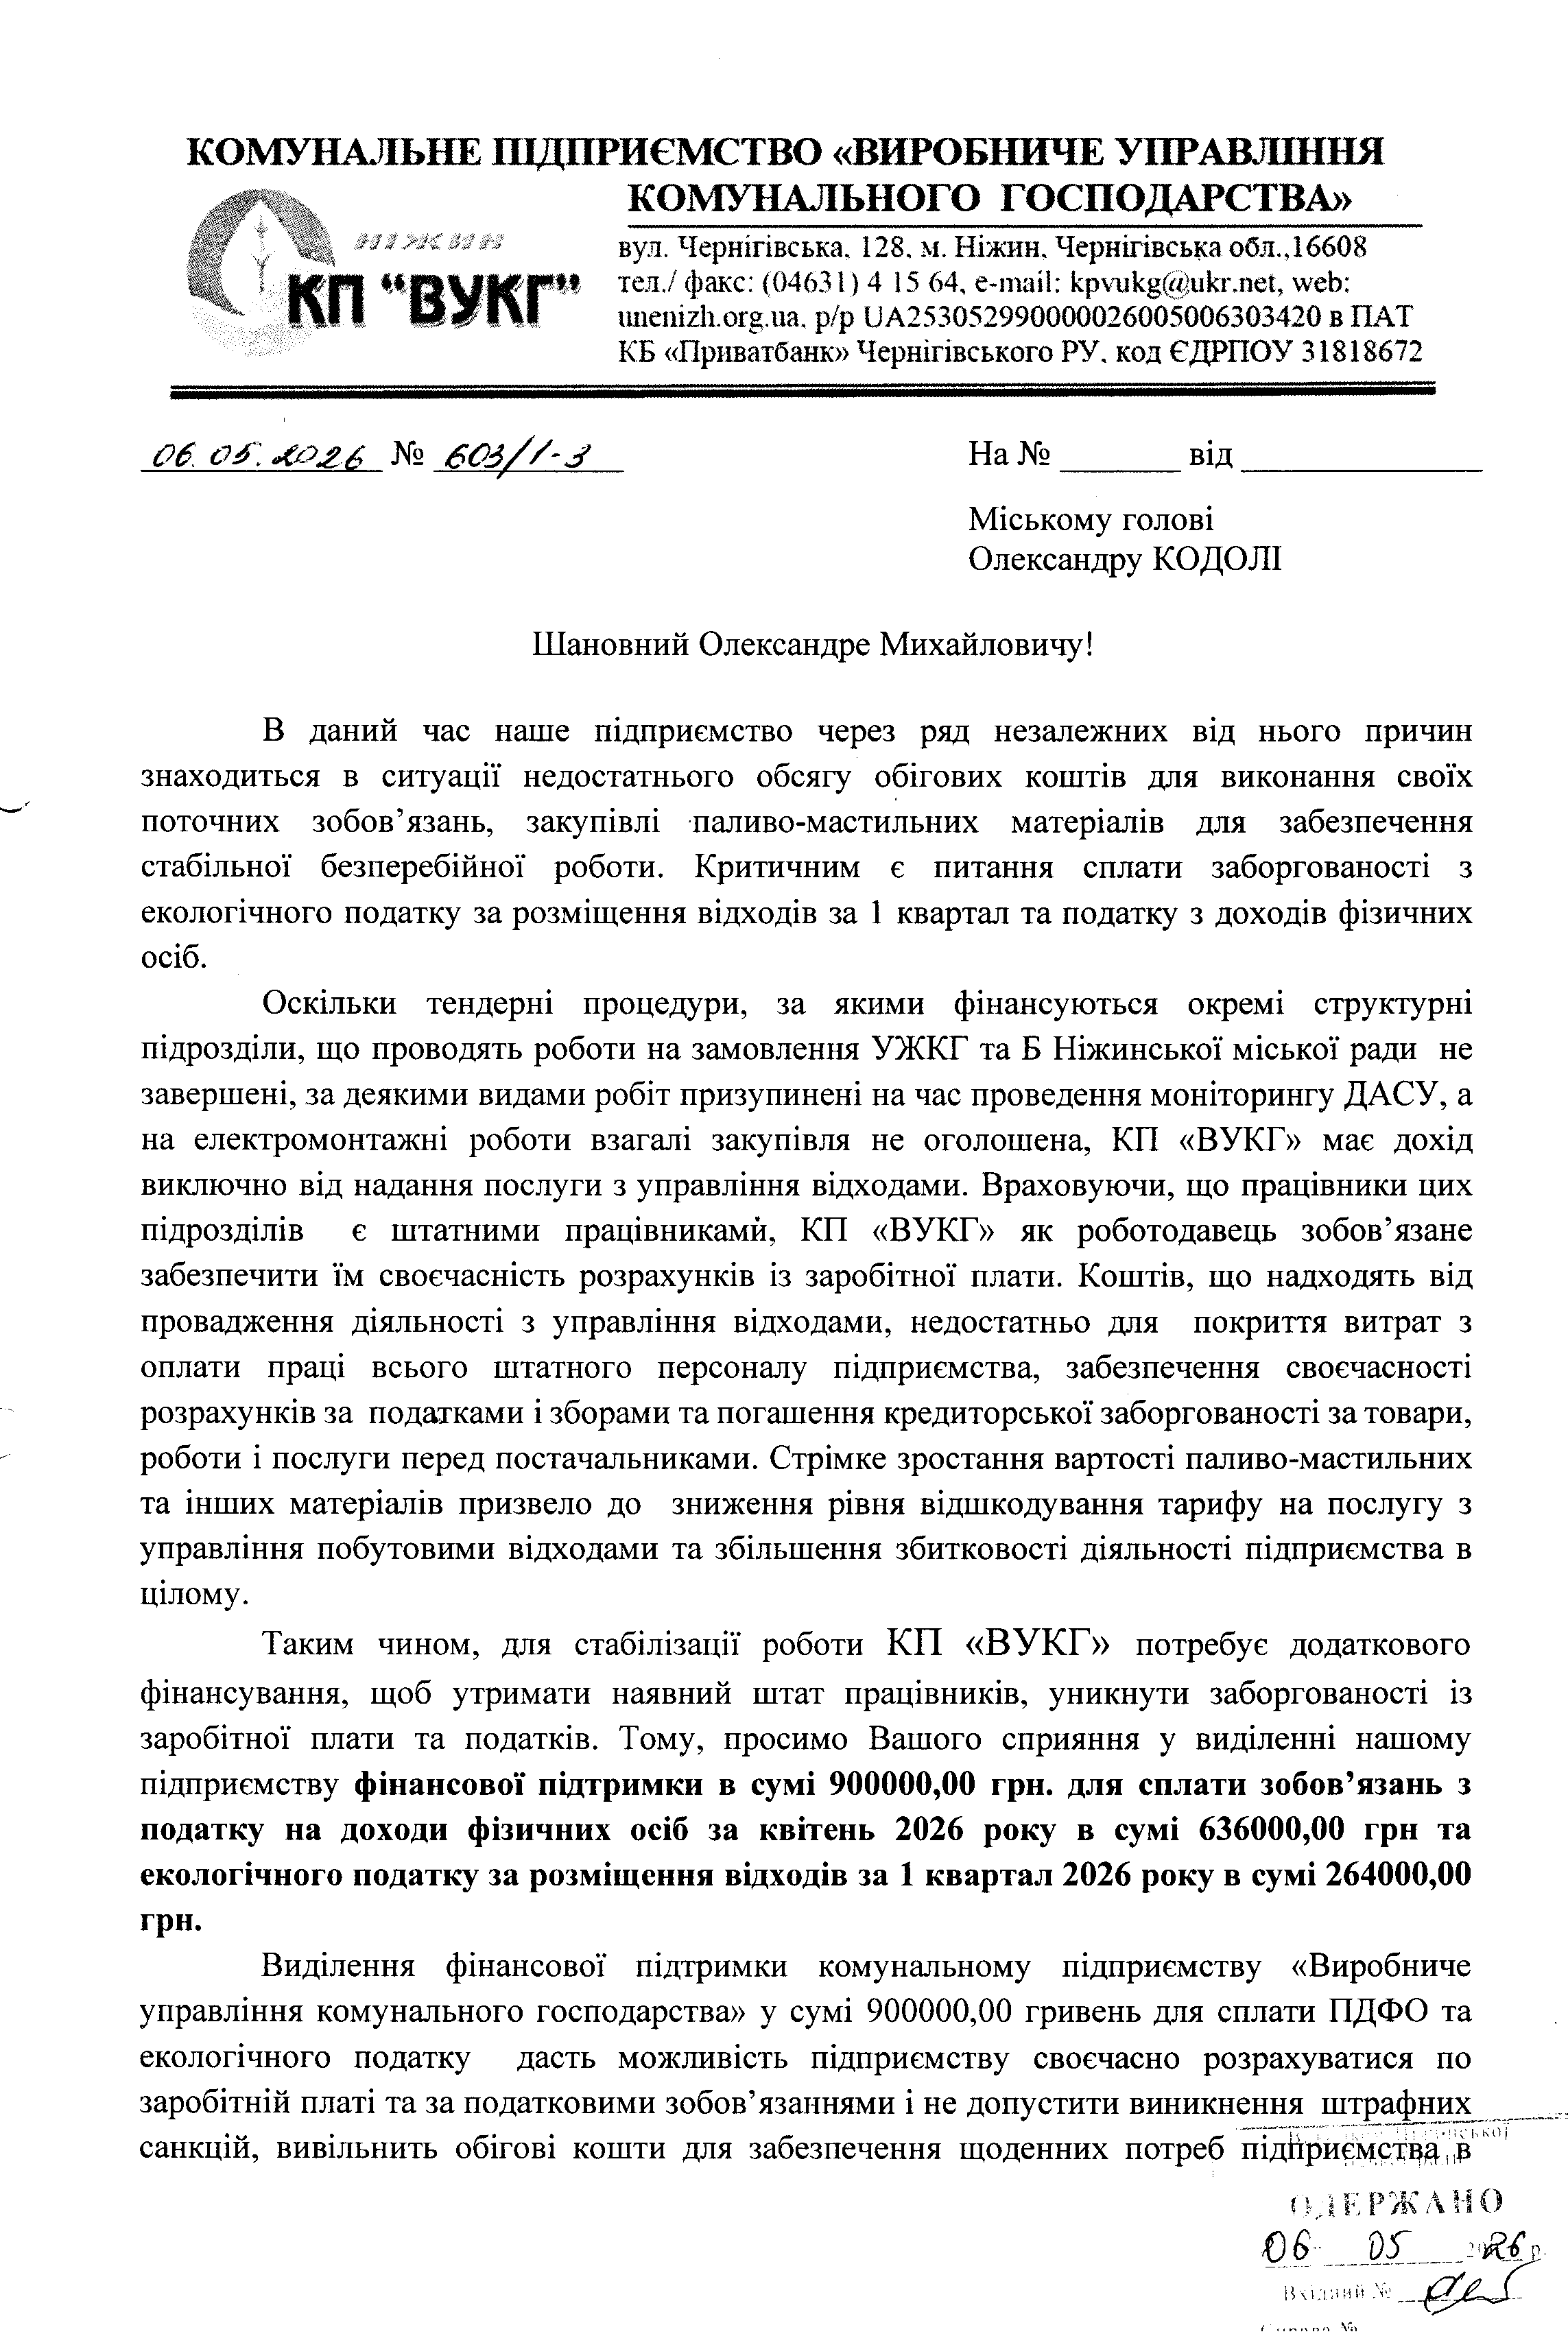 КОМУНАЛЬНЕ ПІДПРИЄМСТВО «ВИРОБНИЧЕ УПРАВЛІННЯ
КОМУНАЛЬНОГО ГОСПОДАРСТВА»
НІЖИН
КП “ВУКГ”
вул. Чернігівська, 128, м. Ніжин, Чернігівська обл.,16608
тел./ факс: (04631) 4 15 64, e-mail: kpvukg@ukr.net, web:
unenizh.org.ua, р/р UA253052990000026005006303420 в ПАТ
КБ «Приватбанк» Чернігівського РУ, код ЄДРПОУ 31818672
06.05.2026 № 603/1-3
На № ______ від ______
Міському голові
Олександру КОДОЛІ
Шановний Олександре Михайловичу!
В даний час наше підприємство через ряд незалежних від нього причин
знаходиться в ситуації недостатнього обсягу обігових коштів для виконання своїх
поточних зобов’язань, закупівлі паливо-мастильних матеріалів для забезпечення
стабільної безперебійної роботи. Критичним є питання сплати заборгованості з
екологічного податку за розміщення відходів за 1 квартал та податку з доходів фізичних
осіб.
Оскільки тендерні процедури, за якими фінансуються окремі структурні
підрозділи, що проводять роботи на замовлення УЖКГ та Б Ніжинської міської ради не
завершені, за деякими видами робіт призупинені на час проведення моніторингу ДАСУ, а
на електромонтажні роботи взагалі закупівля не оголошена, КП «ВУКГ» має дохід
виключно від надання послуги з управління відходами. Враховуючи, що працівники цих
підрозділів є штатними працівниками, КП «ВУКГ» як роботодавець зобов’язане
забезпечити їм своєчасність розрахунків із заробітної плати. Коштів, що надходять від
провадження діяльності з управління відходами, недостатньо для покриття витрат з
оплати праці всього штатного персоналу підприємства, забезпечення своєчасності
розрахунків за податками і зборами та погашення кредиторської заборгованості за товари,
роботи і послуги перед постачальниками. Стрімке зростання вартості паливо-мастильних
та інших матеріалів призвело до зниження рівня відшкодування тарифу на послугу з
управління побутовими відходами та збільшення збитковості діяльності підприємства в
цілому.
Таким чином, для стабілізації роботи КП «ВУКГ» потребує додаткового
фінансування, щоб утримати наявний штат працівників, уникнути заборгованості із
заробітної плати та податків. Тому, просимо Вашого сприяння у виділенні нашому
підприємству фінансової підтримки в сумі 900000,00 грн. для сплати зобов’язань з
податку на доходи фізичних осіб за квітень 2026 року в сумі 636000,00 грн та
екологічного податку за розміщення відходів за 1 квартал 2026 року в сумі 264000,00
грн.
Виділення фінансової підтримки комунальному підприємству «Виробниче
управління комунального господарства» у сумі 900000,00 гривень для сплати ПДФО та
екологічного податку дасть можливість підприємству своєчасно розрахуватися по
заробітній платі та за податковими зобов’язаннями і не допустити виникнення штрафних
санкцій, вивільнить обігові кошти для забезпечення щоденних потреб підприємства в
ОДЕРЖАНО
06 05 2026 р.
Вхідний №